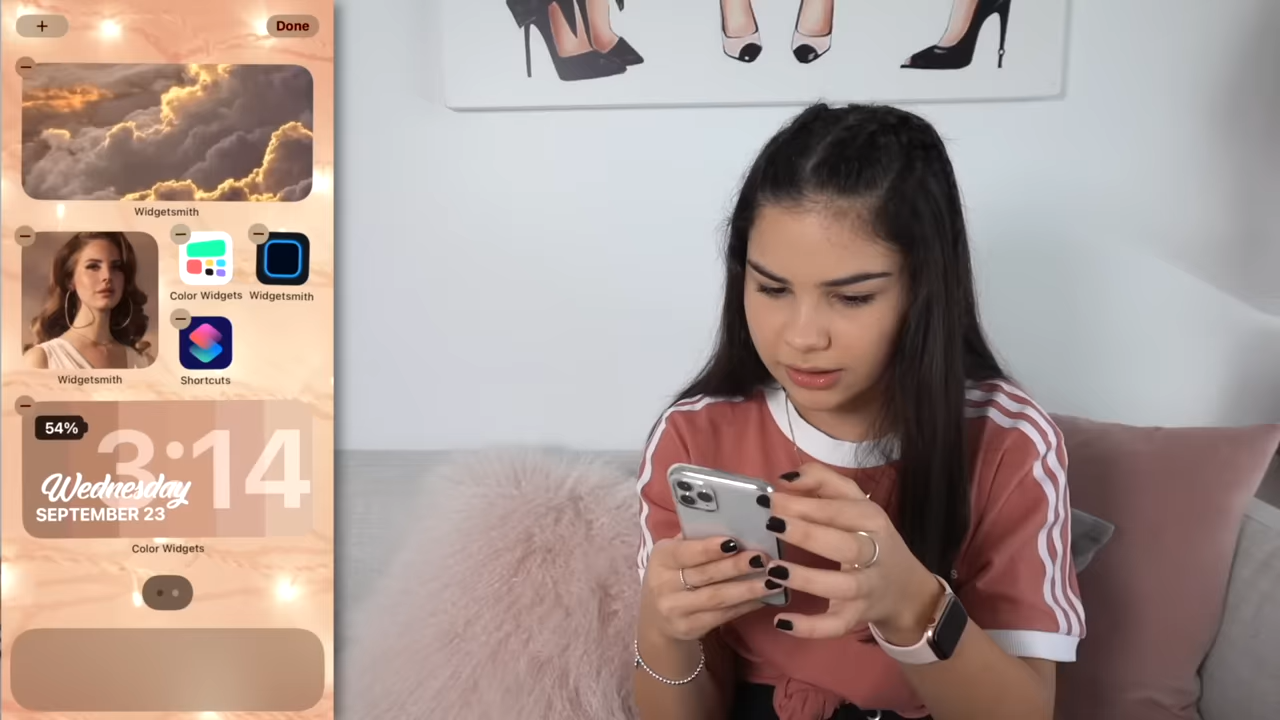 +
Done
Widgetsmith
Color Widgets
Widgetsmith
Widgetsmith
Shortcuts
54%
3:14
Wednesday
SEPTEMBER 23
Color Widgets